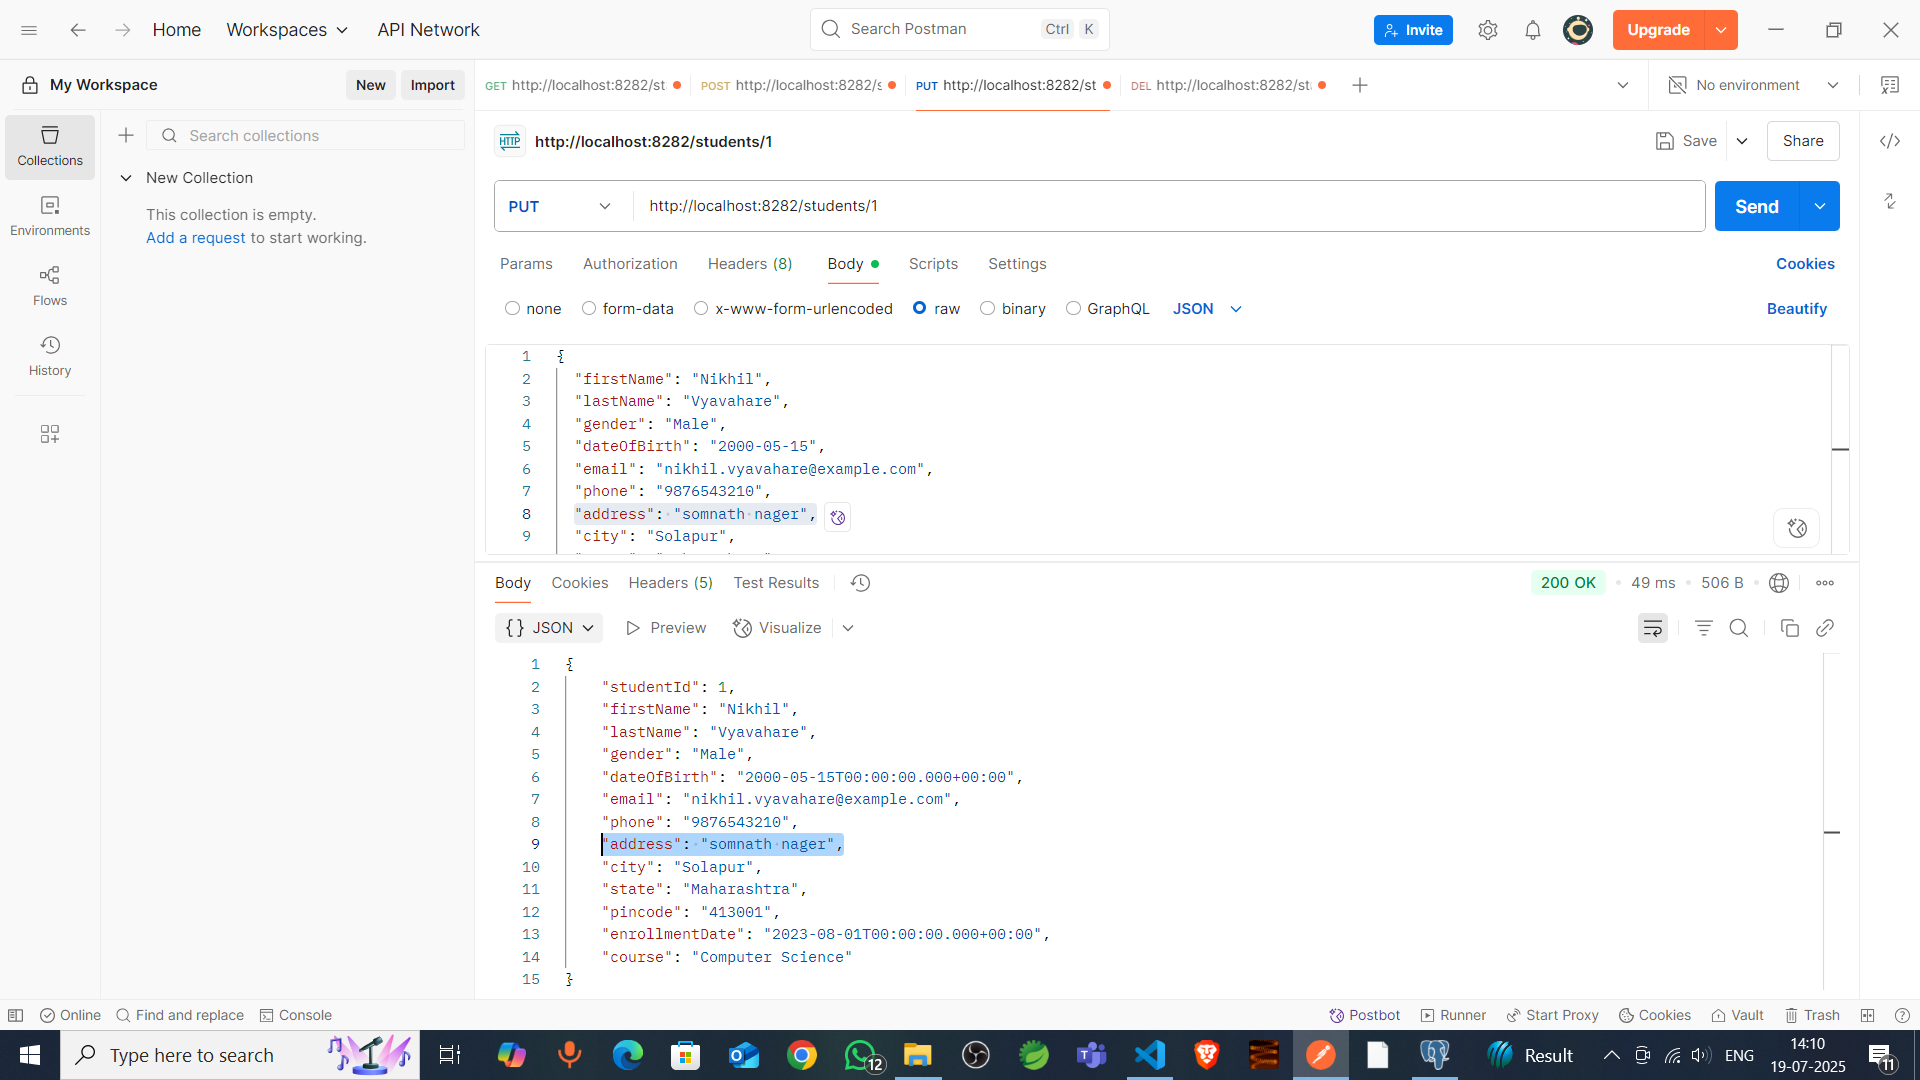 Home Workspaces API Network Search Postman Ctrl K Invite Upgrade
My Workspace New Import GET http://localhost:8282/st POST http://localhost:8282/s PUT http://localhost:8282/st DEL http://localhost:8282/st No environment
Collections
Search collections
New Collection
This collection is empty.
Add a request to start working.
Environments
Flows
History
HTTP http://localhost:8282/students/1 Save Share
PUT http://localhost:8282/students/1 Send
Params Authorization Headers (8) Body Scripts Settings Cookies
none form-data x-www-form-urlencoded raw binary GraphQL JSON Beautify
1 {
2 "firstName": "Nikhil",
3 "lastName": "Vyavahare",
4 "gender": "Male",
5 "dateOfBirth": "2000-05-15",
6 "email": "nikhil.vyavahare@example.com",
7 "phone": "9876543210",
8 "address": "somnath nager",
9 "city": "Solapur",
Body Cookies Headers (5) Test Results 200 OK 49 ms 506 B
{} JSON Preview Visualize
1 {
2 "studentId": 1,
3 "firstName": "Nikhil",
4 "lastName": "Vyavahare",
5 "gender": "Male",
6 "dateOfBirth": "2000-05-15T00:00:00.000+00:00",
7 "email": "nikhil.vyavahare@example.com",
8 "phone": "9876543210",
9 "address": "somnath nager",
10 "city": "Solapur",
11 "state": "Maharashtra",
12 "pincode": "413001",
13 "enrollmentDate": "2023-08-01T00:00:00.000+00:00",
14 "course": "Computer Science"
15 }
Online Find and replace Console Postbot Runner Start Proxy Cookies Vault Trash
Type here to search 12 Result ENG 14:10
19-07-2025 11